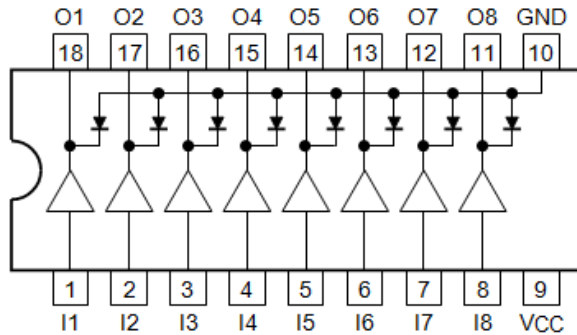 O1 O2 O3 O4 O5 O6 O7 O8 GND
18 17 16 15 14 13 12 11 10
1 2 3 4 5 6 7 8 9
I1 I2 I3 I4 I5 I6 I7 I8 VCC